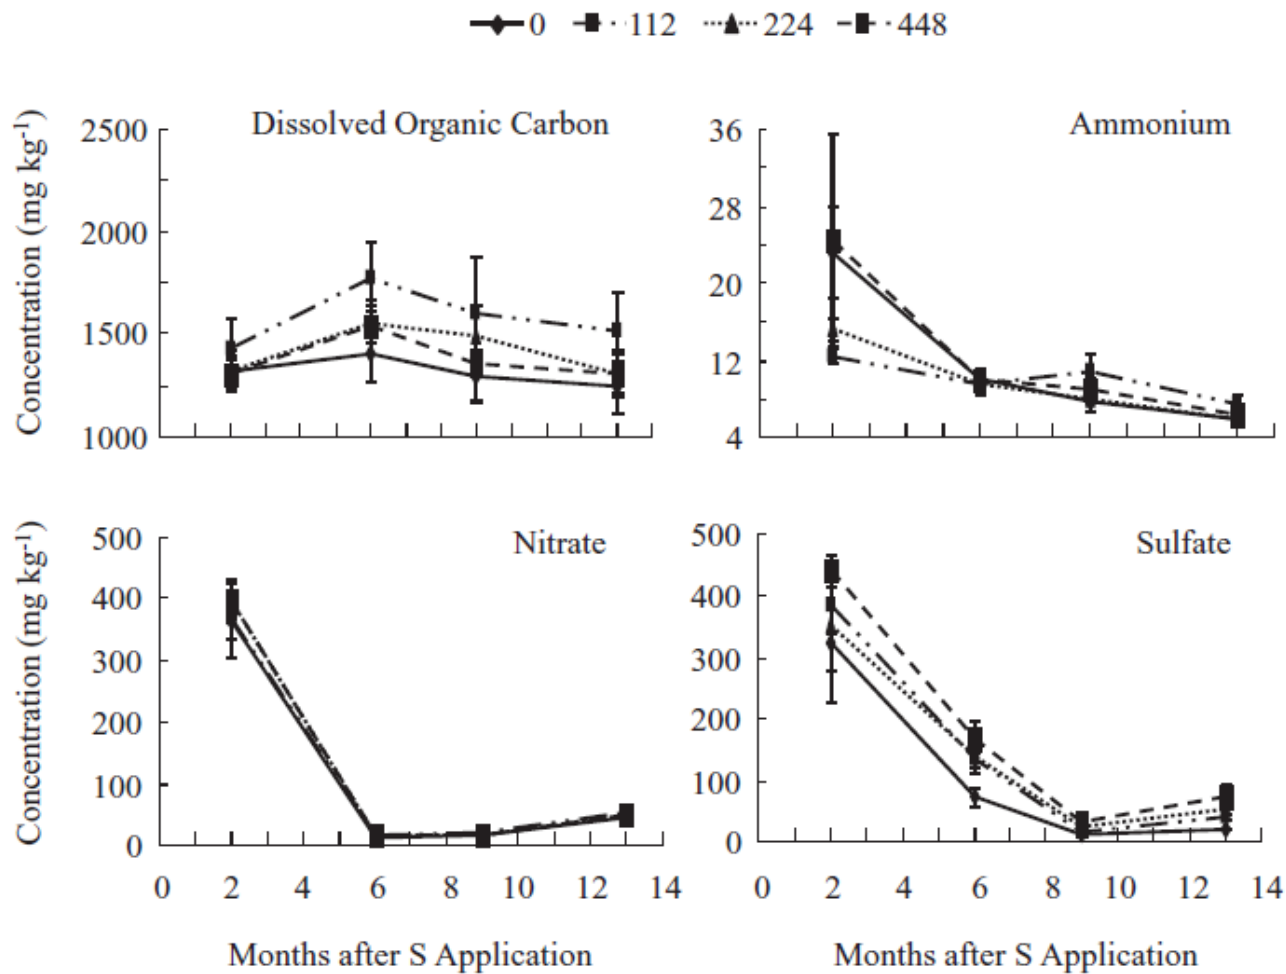 0 112 224 448
Dissolved Organic Carbon
Concentration (mg kg⁻¹)
2500
2000
1500
1000
Ammonium
36
28
20
12
4
Nitrate
Concentration (mg kg⁻¹)
500
400
300
200
100
0
0 2 4 6 8 10 12 14
Months after S Application
Sulfate
500
400
300
200
100
0
0 2 4 6 8 10 12 14
Months after S Application